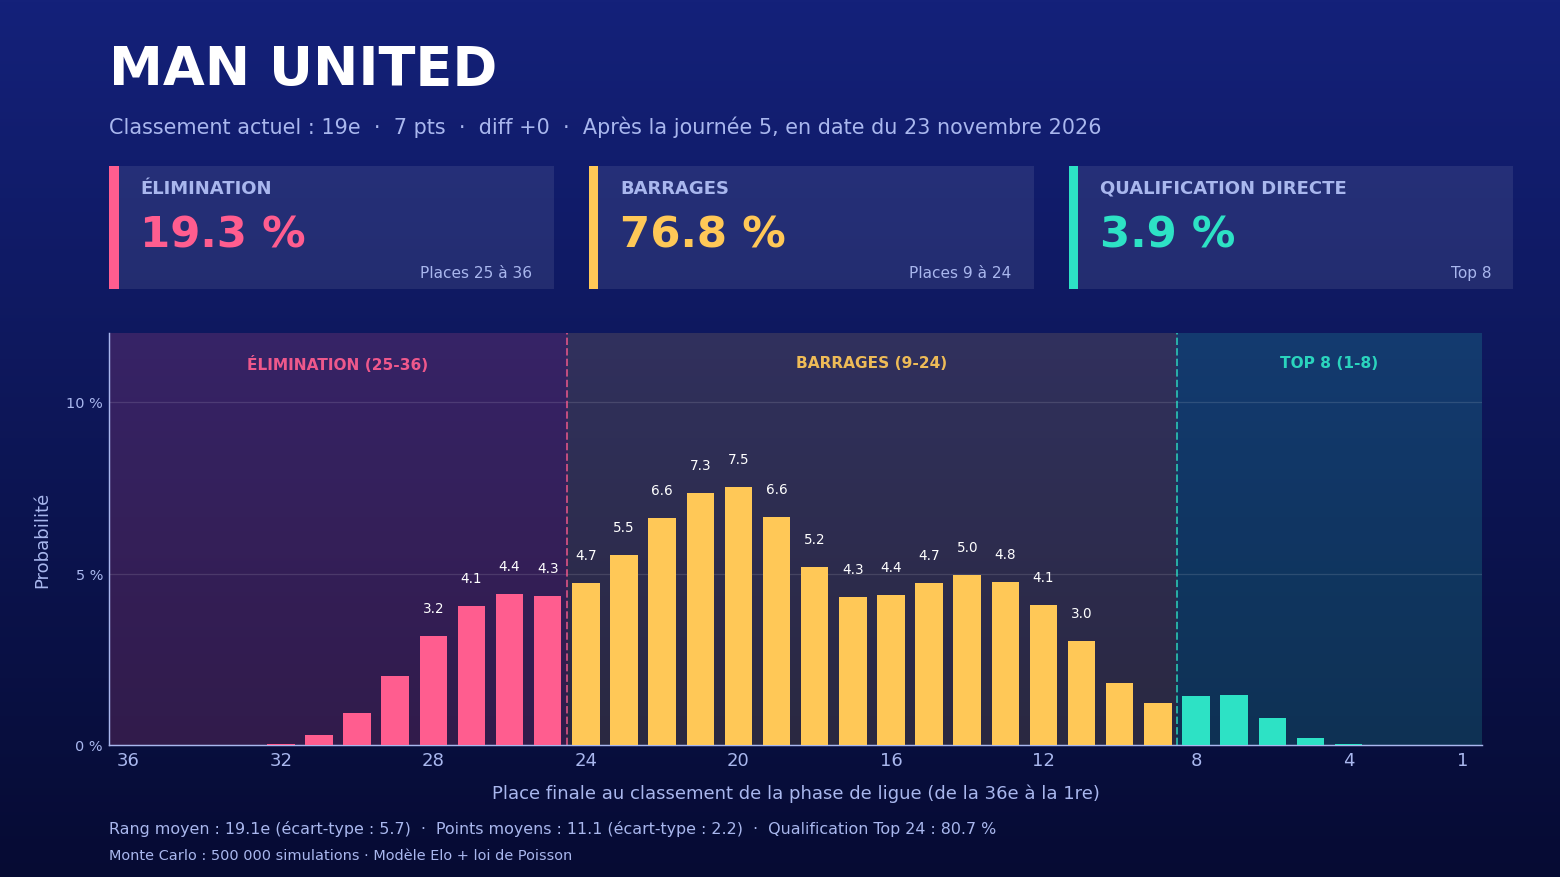 MAN UNITED
Classement actuel : 19e · 7 pts · diff +0 · Après la journée 5, en date du 23 novembre 2026
ÉLIMINATION
19.3 %
Places 25 à 36
BARRAGES
76.8 %
Places 9 à 24
QUALIFICATION DIRECTE
3.9 %
Top 8
ÉLIMINATION (25-36)
BARRAGES (9-24)
TOP 8 (1-8)
Probabilité
10 %
5 %
0 %
3.2
4.1
4.4
4.3
4.7
5.5
6.6
7.3
7.5
6.6
5.2
4.3
4.4
4.7
5.0
4.8
4.1
3.0
36 32 28 24 20 16 12 8 4 1
Place finale au classement de la phase de ligue (de la 36e à la 1re)
Rang moyen : 19.1e (écart-type : 5.7) · Points moyens : 11.1 (écart-type : 2.2) · Qualification Top 24 : 80.7 %
Monte Carlo : 500 000 simulations · Modèle Elo + loi de Poisson